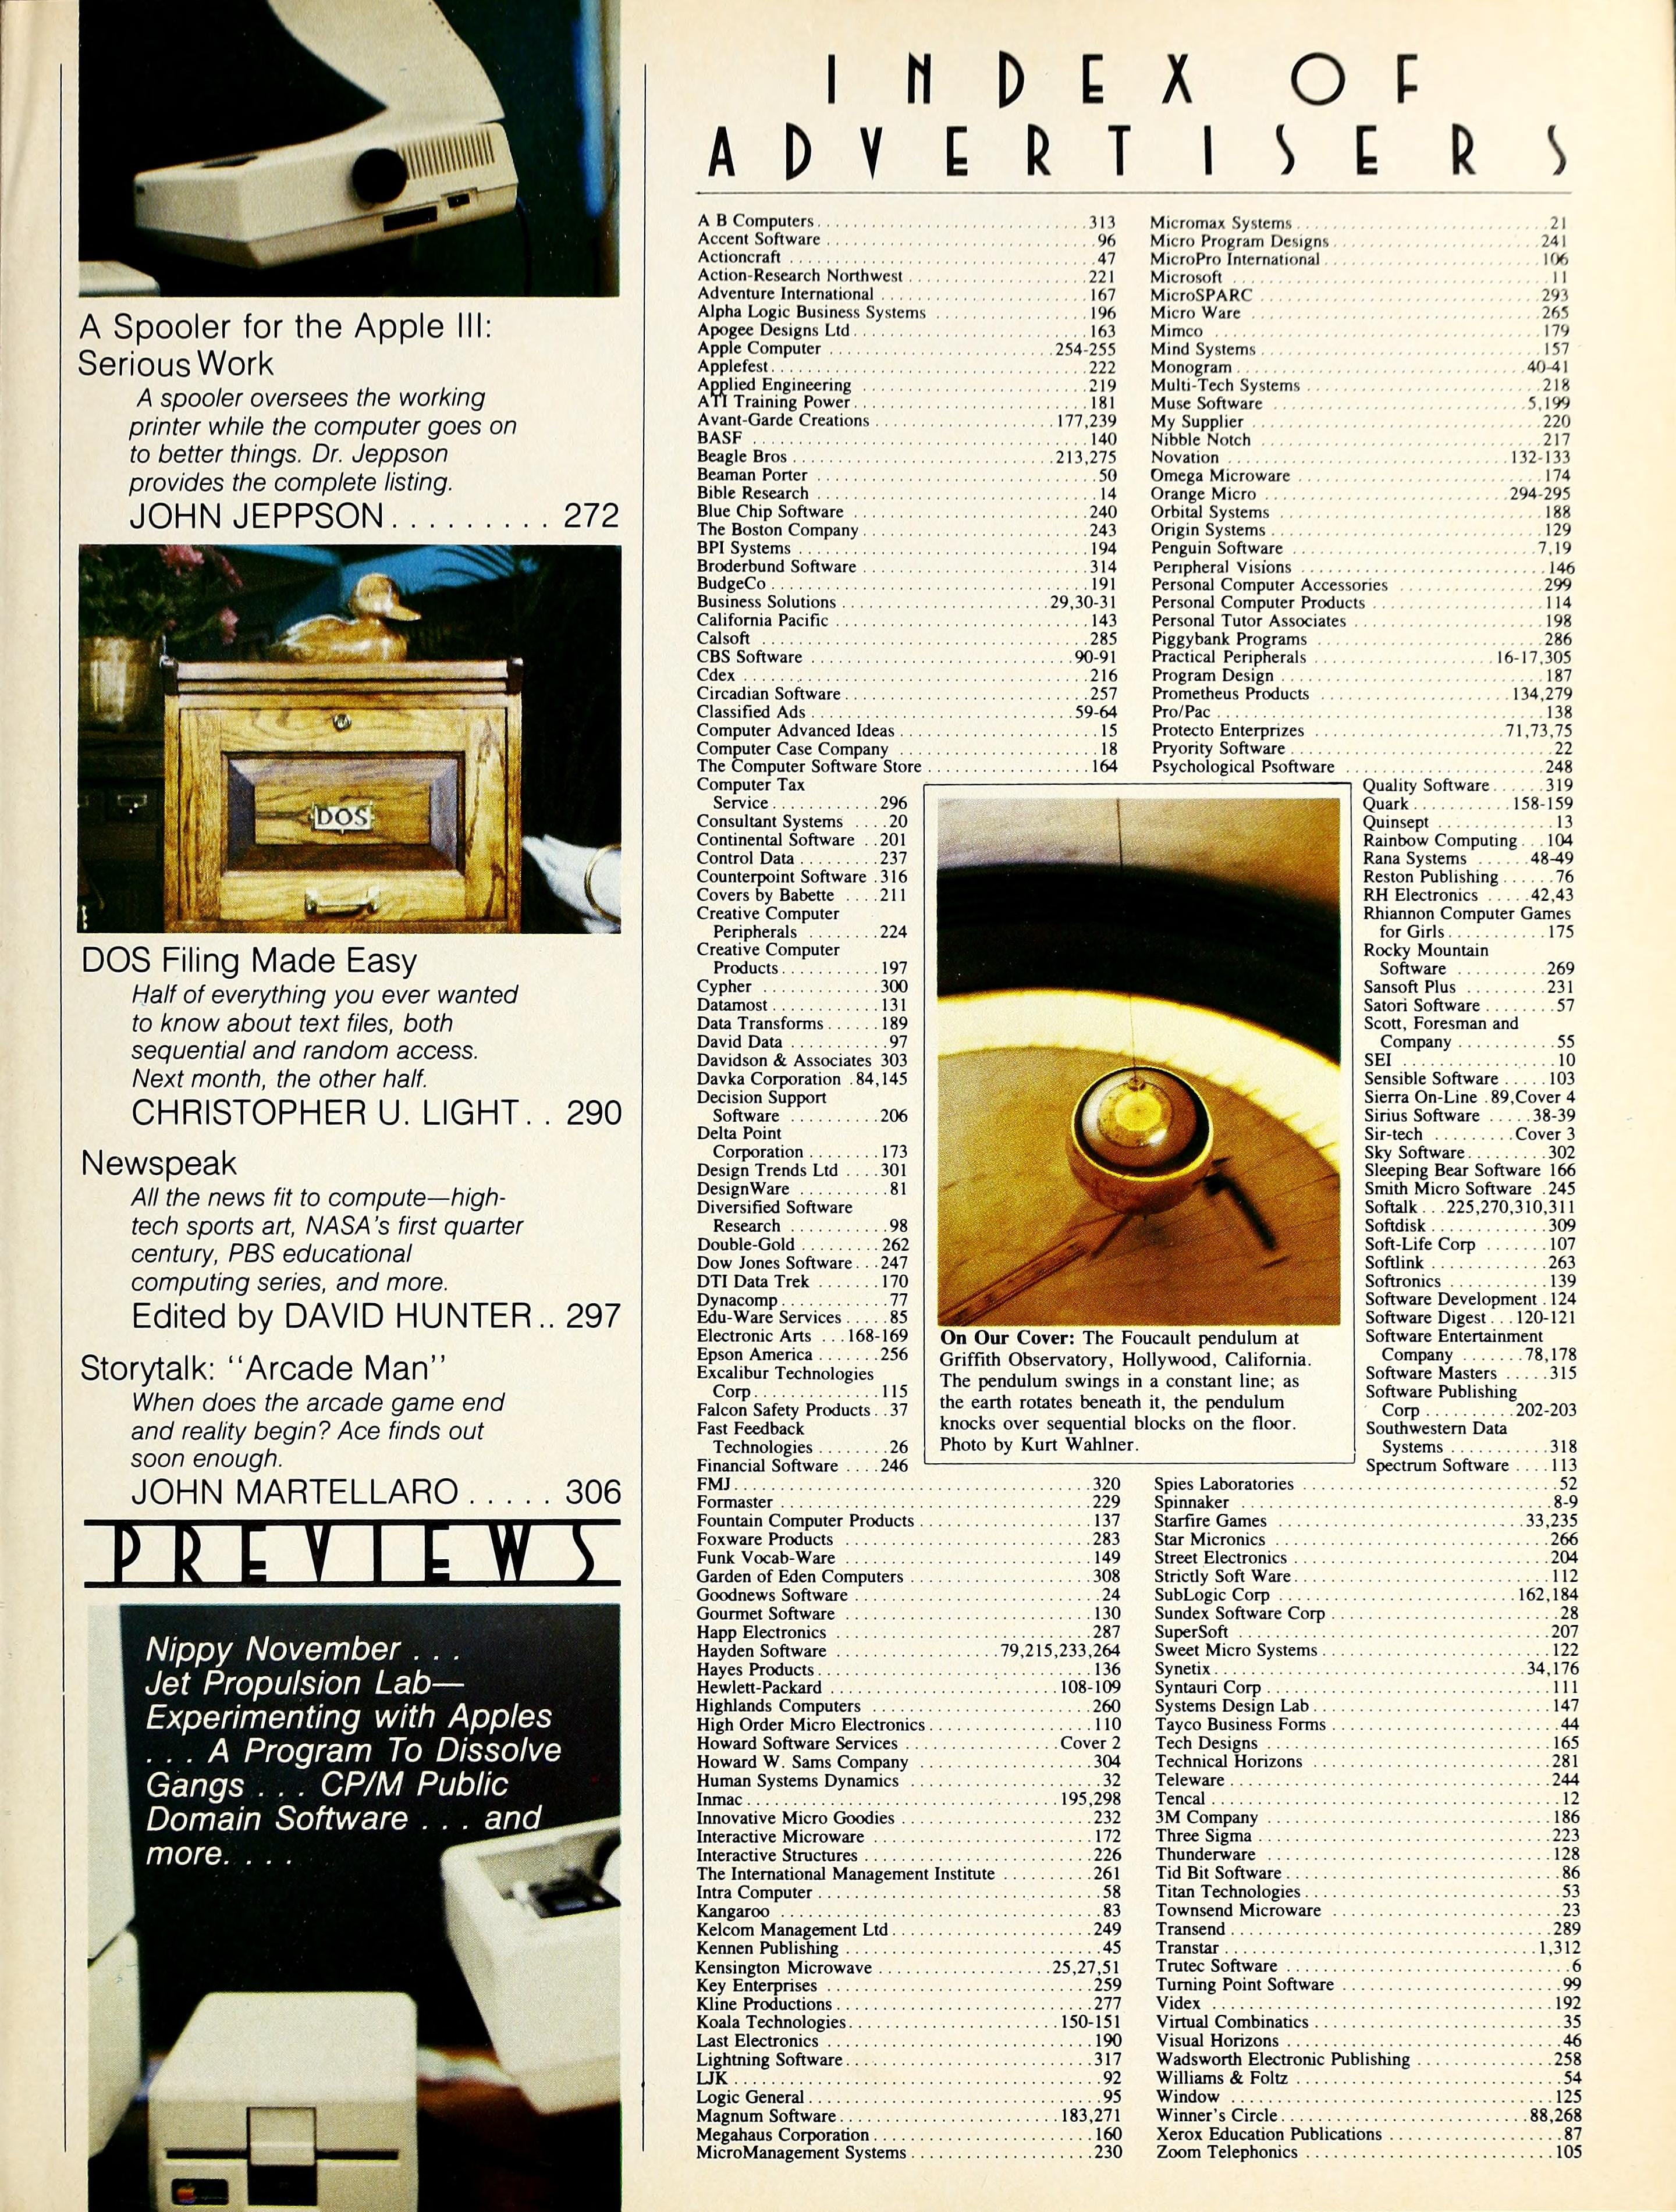 A Spooler for the Apple III:
Serious Work
A spooler oversees the working
printer while the computer goes on
to better things. Dr. Jeppson
provides the complete listing.
JOHN JEPPSON......... 272
DOS
DOS Filing Made Easy
Half of everything you ever wanted
to know about text files, both
sequential and random access.
Next month, the other half.
CHRISTOPHER U. LIGHT.. 290
Newspeak
All the news fit to compute—high-
tech sports art, NASA's first quarter
century, PBS educational
computing series, and more.
Edited by DAVID HUNTER.. 297
Storytalk: "Arcade Man"
When does the arcade game end
and reality begin? Ace finds out
soon enough.
JOHN MARTELLARO..... 306
PREVIEWS
Nippy November...
Jet Propulsion Lab—
Experimenting with Apples
...A Program To Dissolve
Gangs... CP/M Public
Domain Software... and
more....
INDEX OF
ADVERTISERS
A B Computers 313
Accent Software 96
Actioncraft 47
Action-Research Northwest 221
Adventure International 167
Alpha Logic Business Systems 196
Apogee Designs Ltd 163
Apple Computer 254-255
Applefest 222
Applied Engineering 219
ATI Training Power 181
Avant-Garde Creations 177,239
BASF 140
Beagle Bros 213,275
Beaman Porter 50
Bible Research 14
Blue Chip Software 240
The Boston Company 243
BPI Systems 194
Broderbund Software 314
BudgeCo 191
Business Solutions 29,30-31
California Pacific 143
Calsoft 285
CBS Software 90-91
Cdex 216
Circadian Software 257
Classified Ads 59-64
Computer Advanced Ideas 15
Computer Case Company 18
The Computer Software Store 164
Computer Tax
Service 296
Consultant Systems 20
Continental Software 201
Control Data 237
Counterpoint Software 316
Covers by Babette 211
Creative Computer
Peripherals 224
Creative Computer
Products 197
Cypher 300
Datamost 131
Data Transforms 189
David Data 97
Davidson & Associates 303
Davka Corporation 84,145
Decision Support
Software 206
Delta Point
Corporation 173
Design Trends Ltd 301
DesignWare 81
Diversified Software
Research 98
Double-Gold 262
Dow Jones Software 247
DTI Data Trek 170
Dynacomp 77
Edu-Ware Services 85
Electronic Arts 168-169
Epson America 256
Excalibur Technologies
Corp 115
Falcon Safety Products 37
Fast Feedback
Technologies 26
Financial Software 246
FMJ 320
Formaster 229
Fountain Computer Products 137
Foxware Products 283
Funk Vocab-Ware 149
Garden of Eden Computers 308
Goodnews Software 24
Gourmet Software 130
Happ Electronics 287
Hayden Software 79,215,233,264
Hayes Products 136
Hewlett-Packard 108-109
Highlands Computers 260
High Order Micro Electronics 110
Howard Software Services Cover 2
Howard W. Sams Company 304
Human Systems Dynamics 32
Inmac 195,298
Innovative Micro Goodies 232
Interactive Microware 172
Interactive Structures 226
The International Management Institute 261
Intra Computer 58
Kangaroo 83
Kelcom Management Ltd 249
Kennen Publishing 45
Kensington Microwave 25,27,51
Key Enterprises 259
Kline Productions 277
Koala Technologies 150-151
Last Electronics 190
Lightning Software 317
LJK 92
Logic General 95
Magnum Software 183,271
Megahaus Corporation 160
MicroManagement Systems 230
Micromax Systems 21
Micro Program Designs 241
MicroPro International 106
Microsoft 11
MicroSPARC 293
Micro Ware 265
Mimco 179
Mind Systems 157
Monogram 40-41
Multi-Tech Systems 218
Muse Software 5,199
My Supplier 220
Nibble Notch 217
Novation 132-133
Omega Microware 174
Orange Micro 294-295
Orbital Systems 188
Origin Systems 129
Penguin Software 7,19
Peripheral Visions 146
Personal Computer Accessories 299
Personal Computer Products 114
Personal Tutor Associates 198
Piggybank Programs 286
Practical Peripherals 16-17,305
Program Design 187
Prometheus Products 134,279
Pro/Pac 138
Protecto Enterprizes 71,73,75
Pryority Software 22
Psychological Psoftware 248
Quality Software 319
Quark 158-159
Quinsept 13
Rainbow Computing 104
Rana Systems 48-49
Reston Publishing 76
RH Electronics 42,43
Rhiannon Computer Games
for Girls 175
Rocky Mountain
Software 269
Sansoft Plus 231
Satori Software 57
Scott, Foresman and
Company 55
SEI 10
Sensible Software 103
Sierra On-Line 89,Cover 4
Sirius Software 38-39
Sir-tech Cover 3
Sky Software 302
Sleeping Bear Software 166
Smith Micro Software 245
Softalk 225,270,310,311
Softdisk 309
Soft-Life Corp 107
Softlink 263
Softronics 139
Software Development 124
Software Digest 120-121
Software Entertainment
Company 78,178
Software Masters 315
Software Publishing
Corp 202-203
Southwestern Data
Systems 318
Spectrum Software 113
Spies Laboratories 52
Spinnaker 8-9
Starfire Games 33,235
Star Micronics 266
Street Electronics 204
Strictly Soft Ware 112
SubLogic Corp 162,184
Sundex Software Corp 28
SuperSoft 207
Sweet Micro Systems 122
Synetix 34,176
Syntauri Corp 111
Systems Design Lab 147
Tayco Business Forms 44
Tech Designs 165
Technical Horizons 281
Teleware 244
Tencal 12
3M Company 186
Three Sigma 223
Thunderware 128
Tid Bit Software 86
Titan Technologies 53
Townsend Microware 23
Transend 289
Transtar 1,312
Trutec Software 6
Turning Point Software 99
Videx 192
Virtual Combinatics 35
Visual Horizons 46
Wadsworth Electronic Publishing 258
Williams & Foltz 54
Window 125
Winner's Circle 88,268
Xerox Education Publications 87
Zoom Telephonics 105
On Our Cover: The Foucault pendulum at
Griffith Observatory, Hollywood, California.
The pendulum swings in a constant line; as
the earth rotates beneath it, the pendulum
knocks over sequential blocks on the floor.
Photo by Kurt Wahlner.